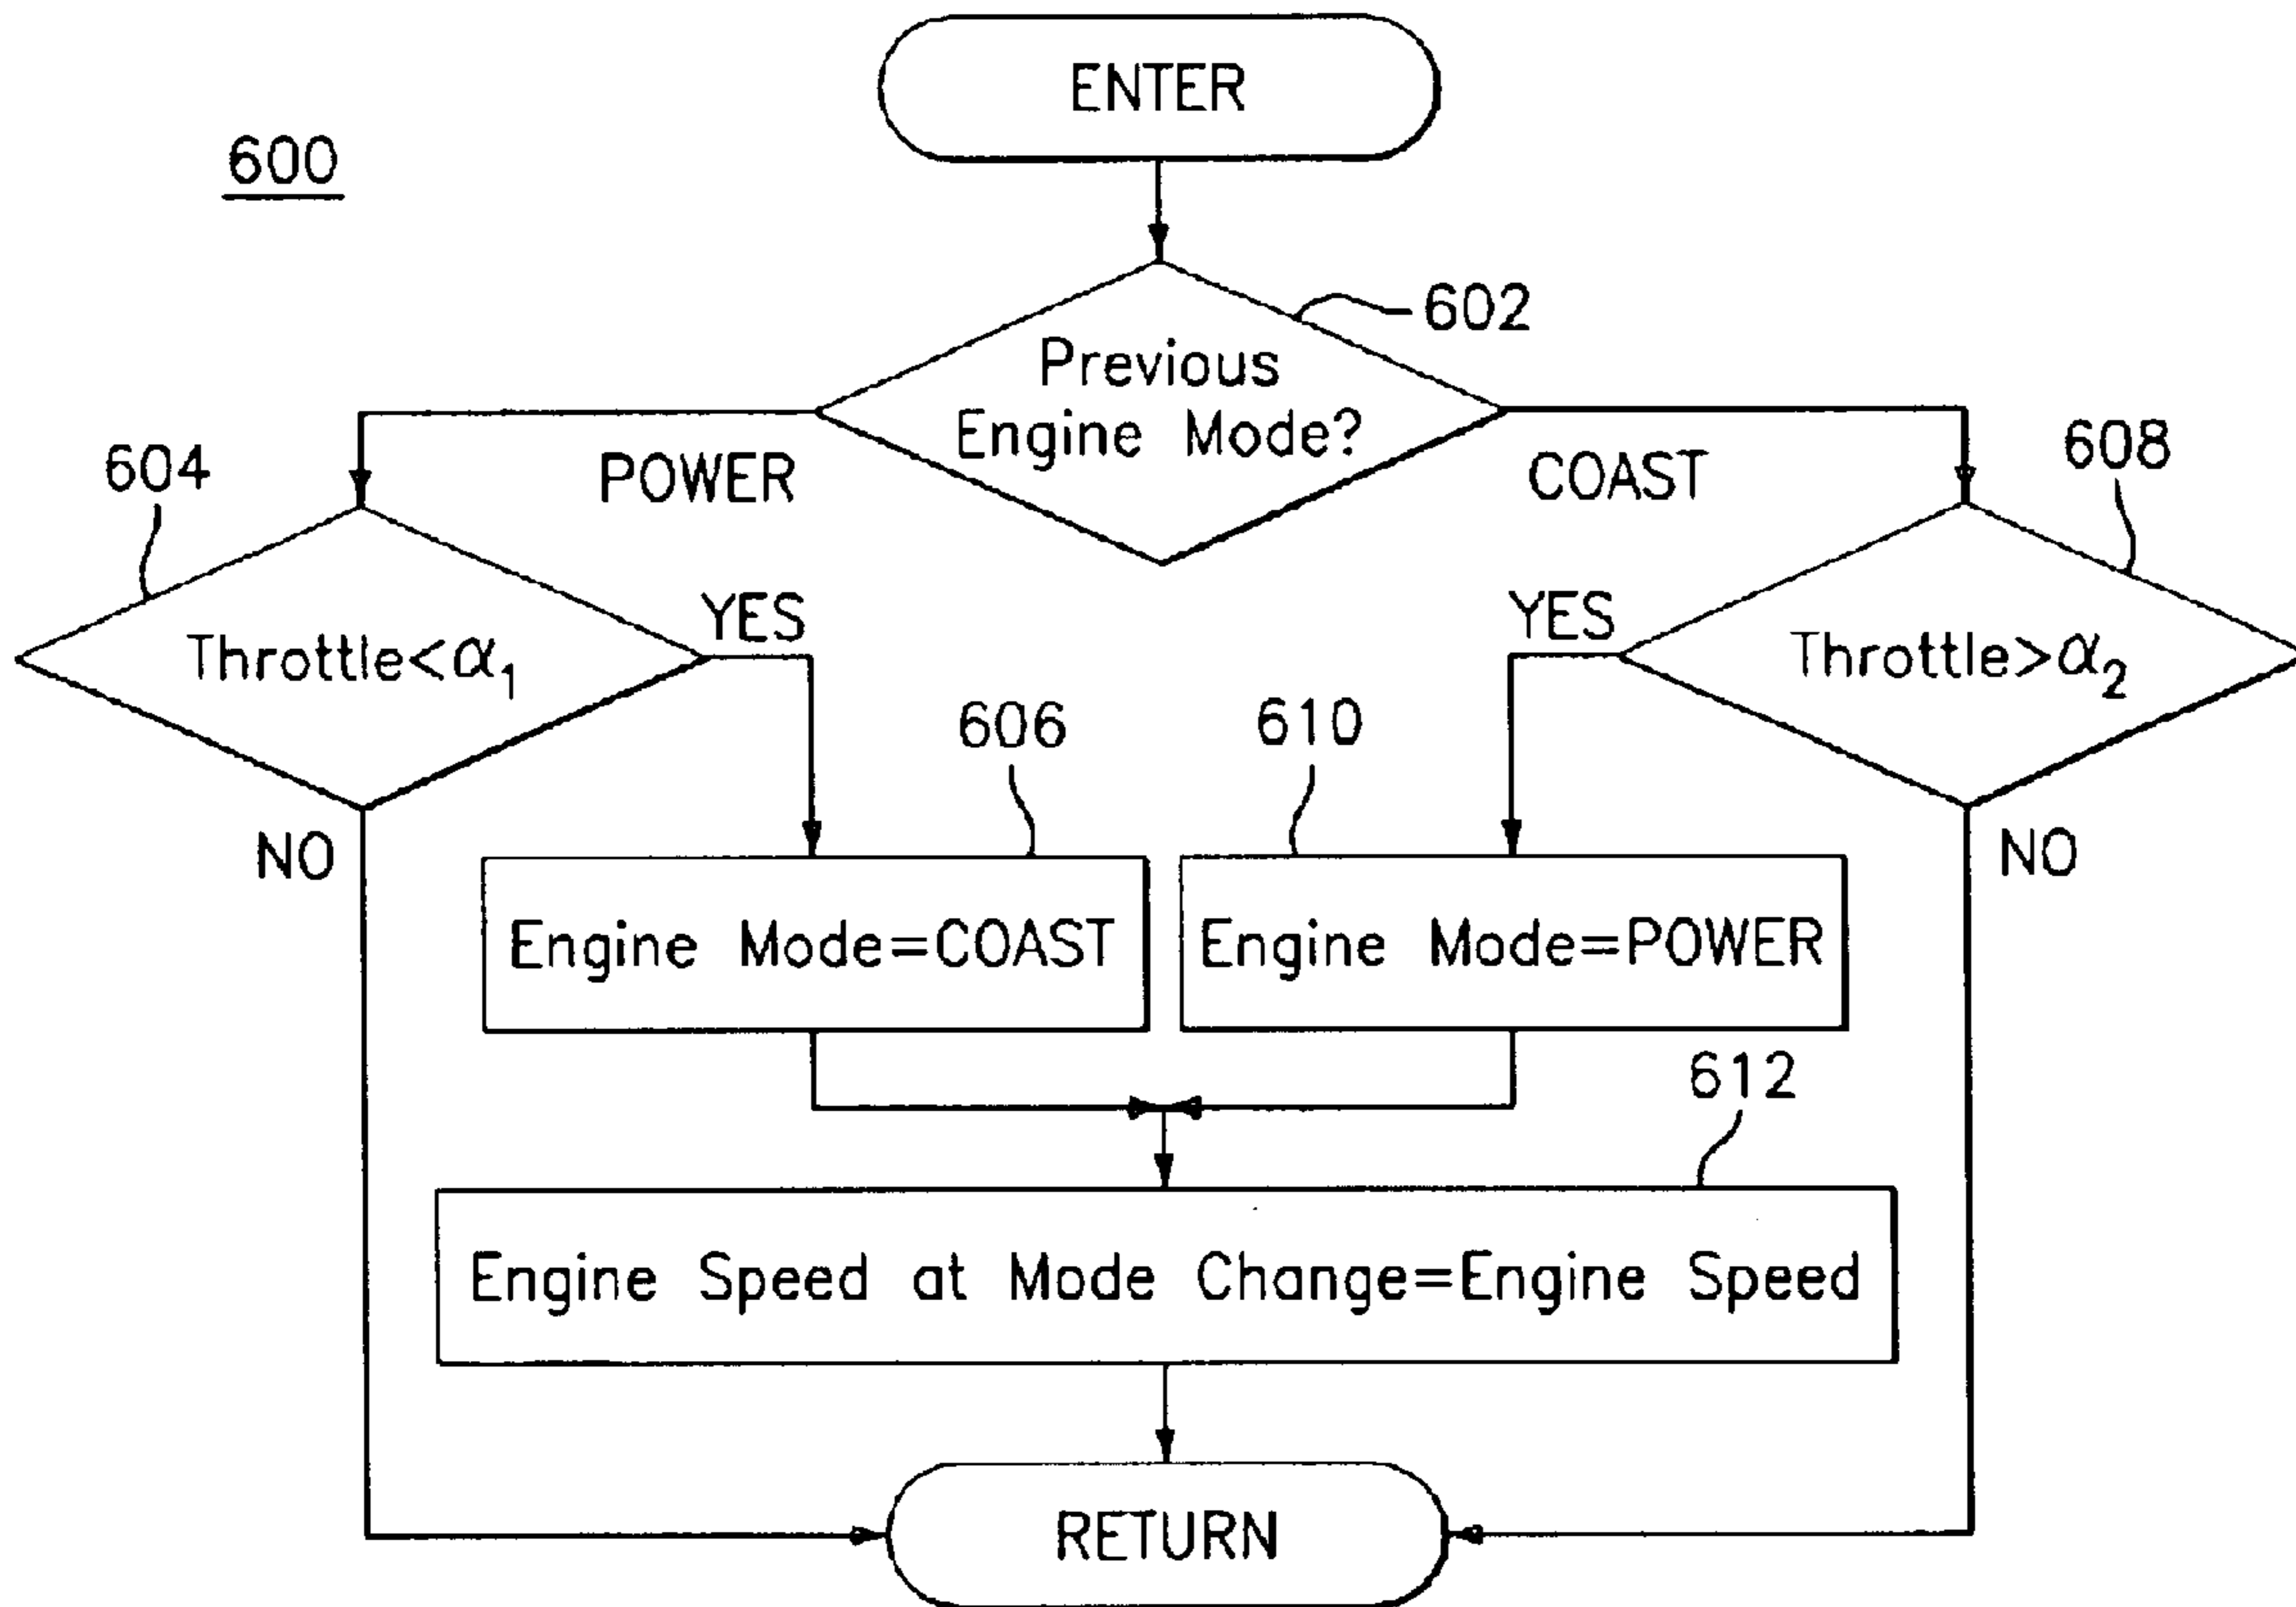 ENTER
600
602
Previous
Engine Mode?
604
POWER
COAST
608
Throttle<α₁
YES
YES
Throttle>α₂
606
610
NO
NO
Engine Mode=COAST
Engine Mode=POWER
612
Engine Speed at Mode Change=Engine Speed
RETURN